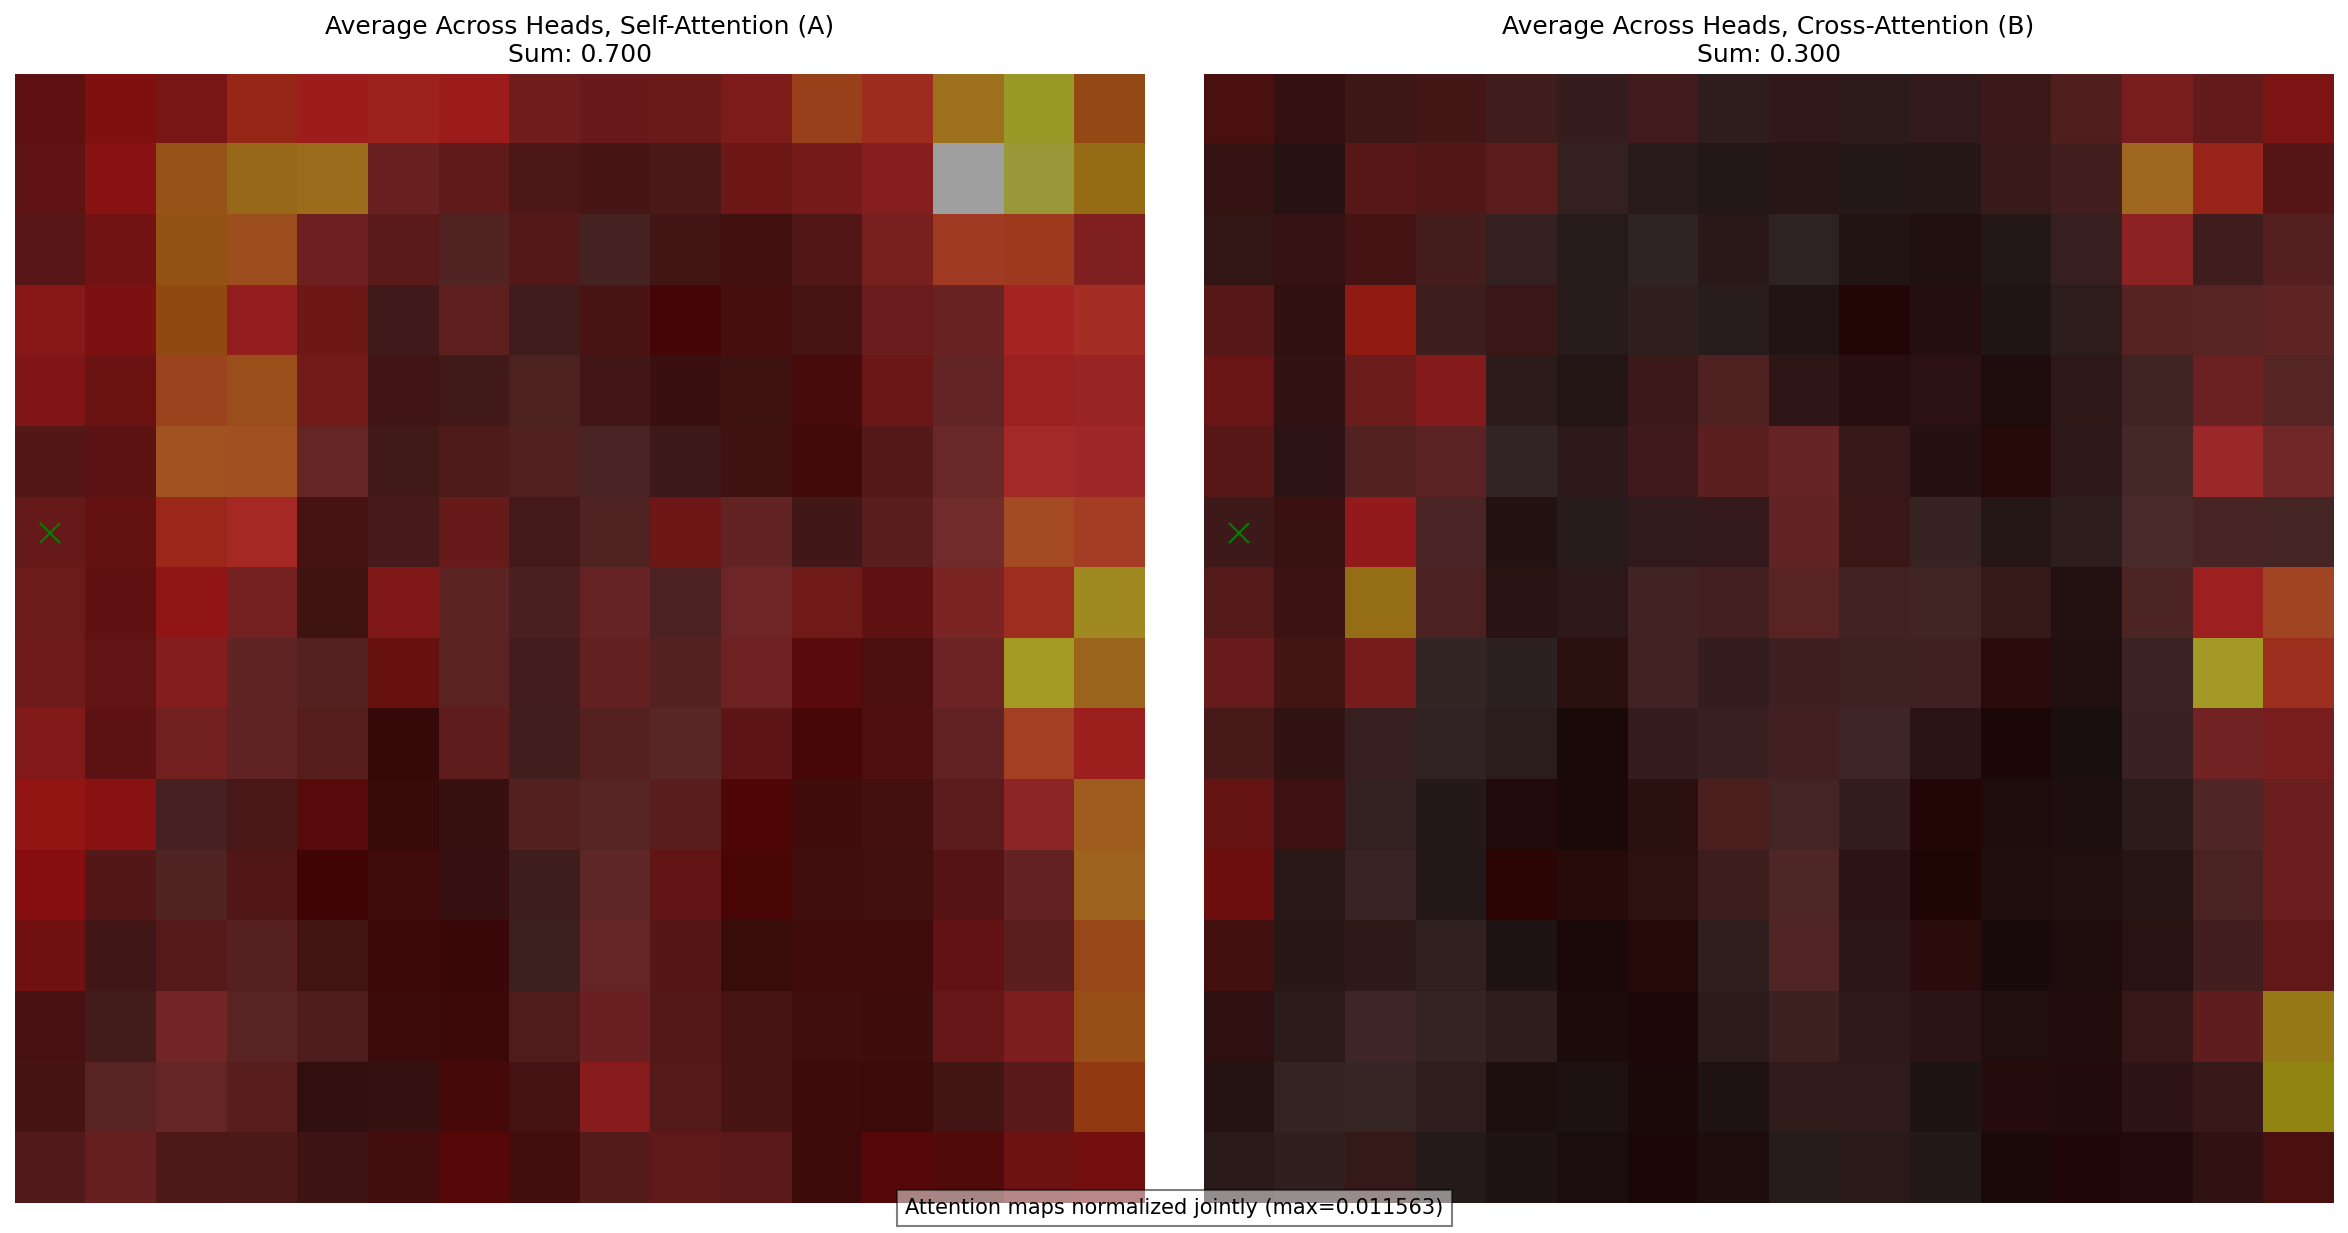 Average Across Heads, Self-Attention (A)
Sum: 0.700
Average Across Heads, Cross-Attention (B)
Sum: 0.300
Attention maps normalized jointly (max=0.011563)